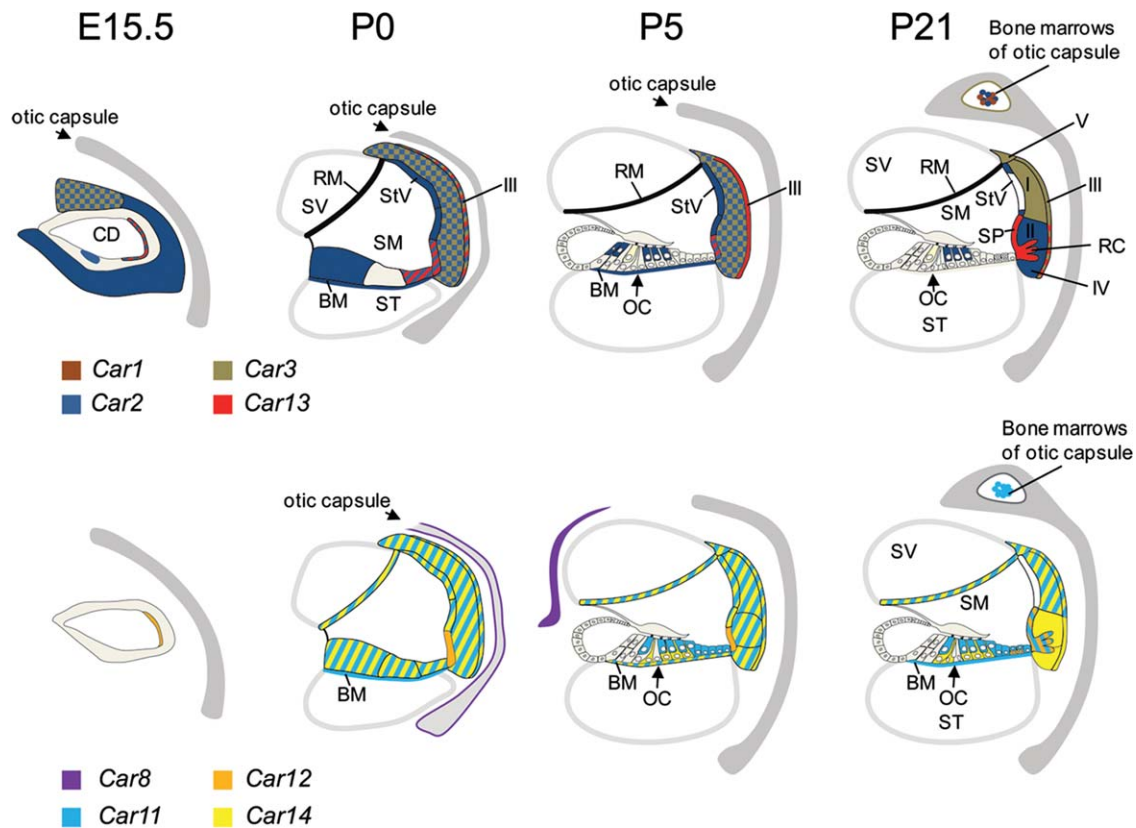 E15.5
P0
P5
P21
Bone marrows
of otic capsule
otic capsule
otic capsule
otic capsule
CD
RM
SV
StV
III
SM
BM
ST
RM
StV
III
BM
OC
V
SV
RM
I
III
StV
SM
SP
II
RC
IV
OC
ST
Car1
Car3
Car2
Car13
Bone marrows
of otic capsule
otic capsule
BM
BM
OC
SV
SM
BM
OC
ST
Car8
Car12
Car11
Car14